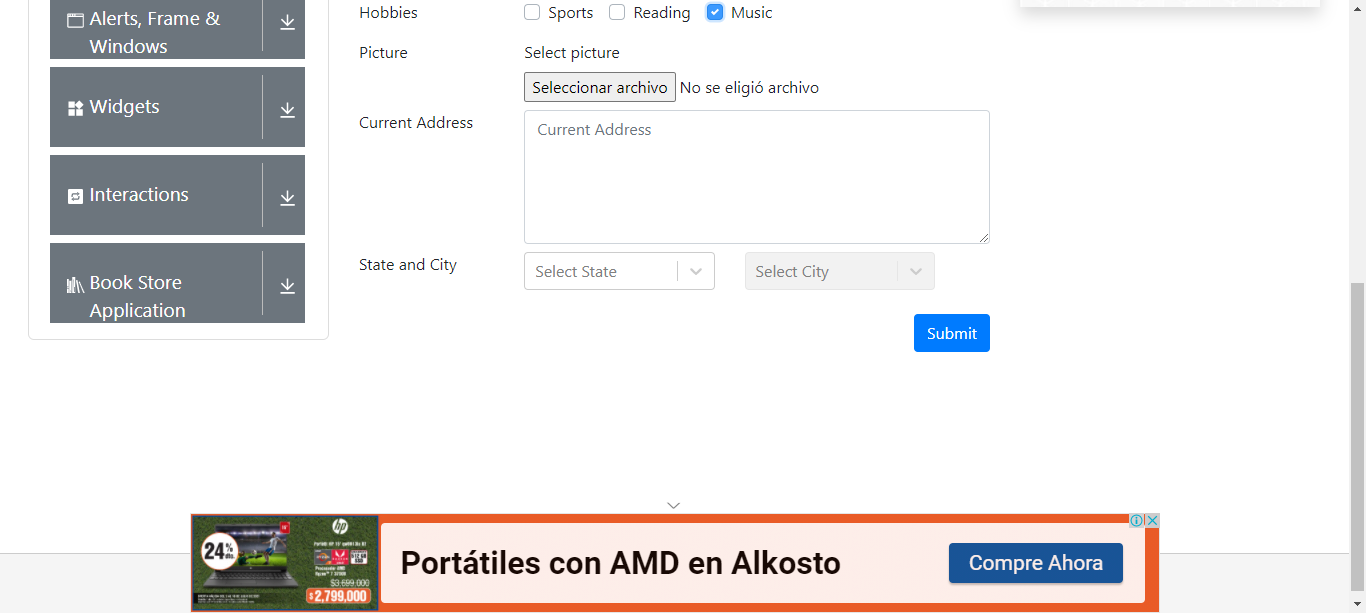 Alerts, Frame &
Windows
Widgets
Interactions
Book Store
Application
Hobbies
Sports Reading Music
Picture
Select picture
Seleccionar archivo No se eligió archivo
Current Address
Current Address
State and City
Select State
Select City
Submit
24% dto.
hp
$3.699.000
$2,799,000
Portátiles con AMD en Alkosto
Compre Ahora